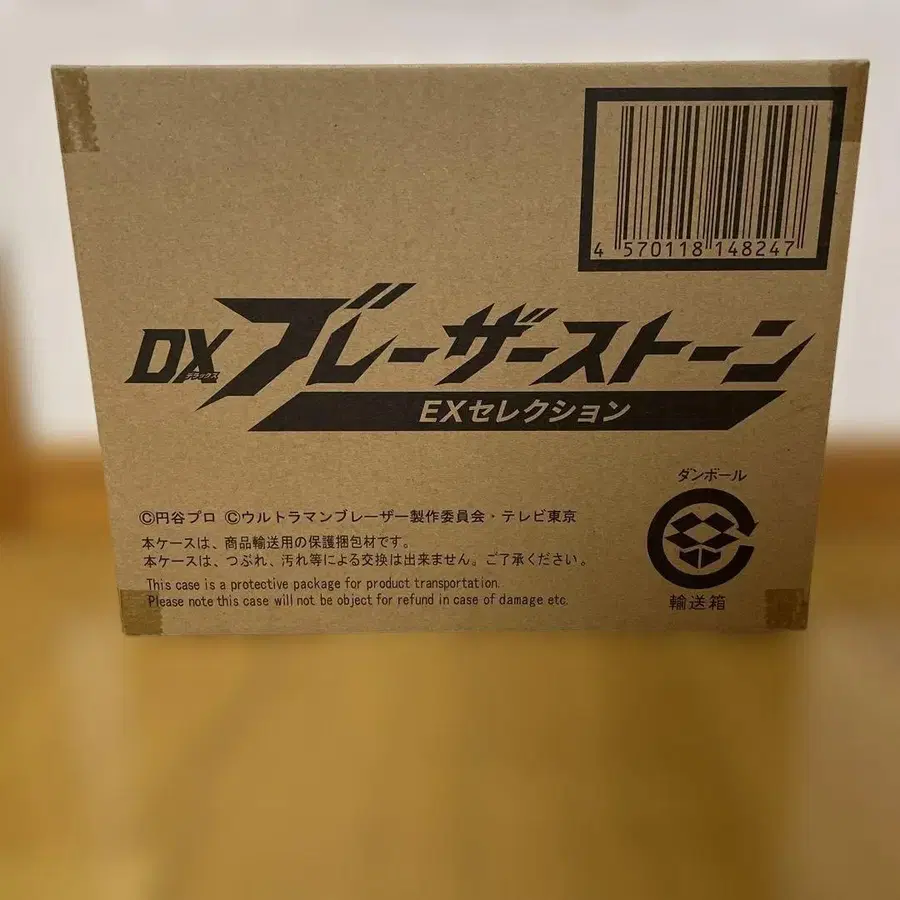 4 570118 148247
DXブレーザーストーン
デラックス
EXセレクション
ダンボール
©円谷プロ ©ウルトラマンブレーザー製作委員会・テレビ東京
本ケースは、商品輸送用の保護梱包材です。
本ケースは、つぶれ、汚れ等による交換は出来ません。ご了承ください。
This case is a protective package for product transportation.
Please note this case will not be object for refund in case of damage etc.
輸送箱